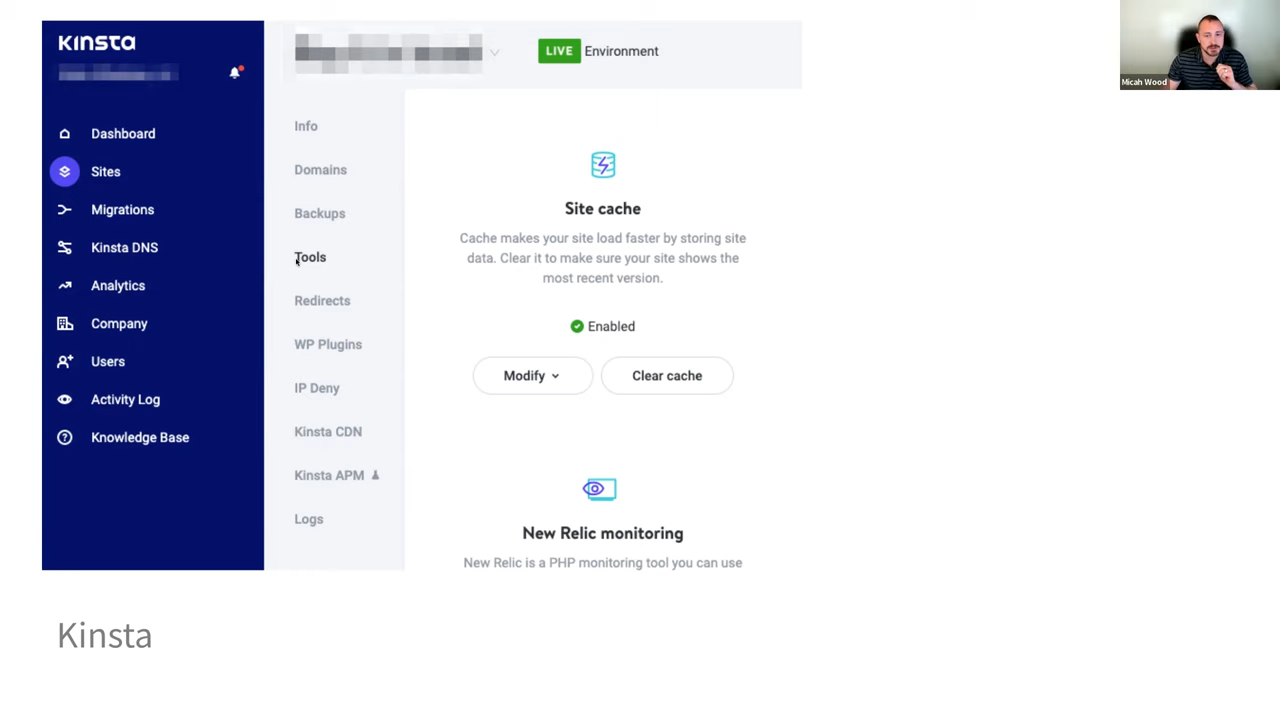 KINSTA
LIVE Environment
Micah Wood
Dashboard
Sites
Migrations
Kinsta DNS
Analytics
Company
Users
Activity Log
Knowledge Base
Info
Domains
Backups
Tools
Redirects
WP Plugins
IP Deny
Kinsta CDN
Kinsta APM
Logs
Site cache
Cache makes your site load faster by storing site
data. Clear it to make sure your site shows the
most recent version.
Enabled
Modify
Clear cache
New Relic monitoring
New Relic is a PHP monitoring tool you can use
Kinsta